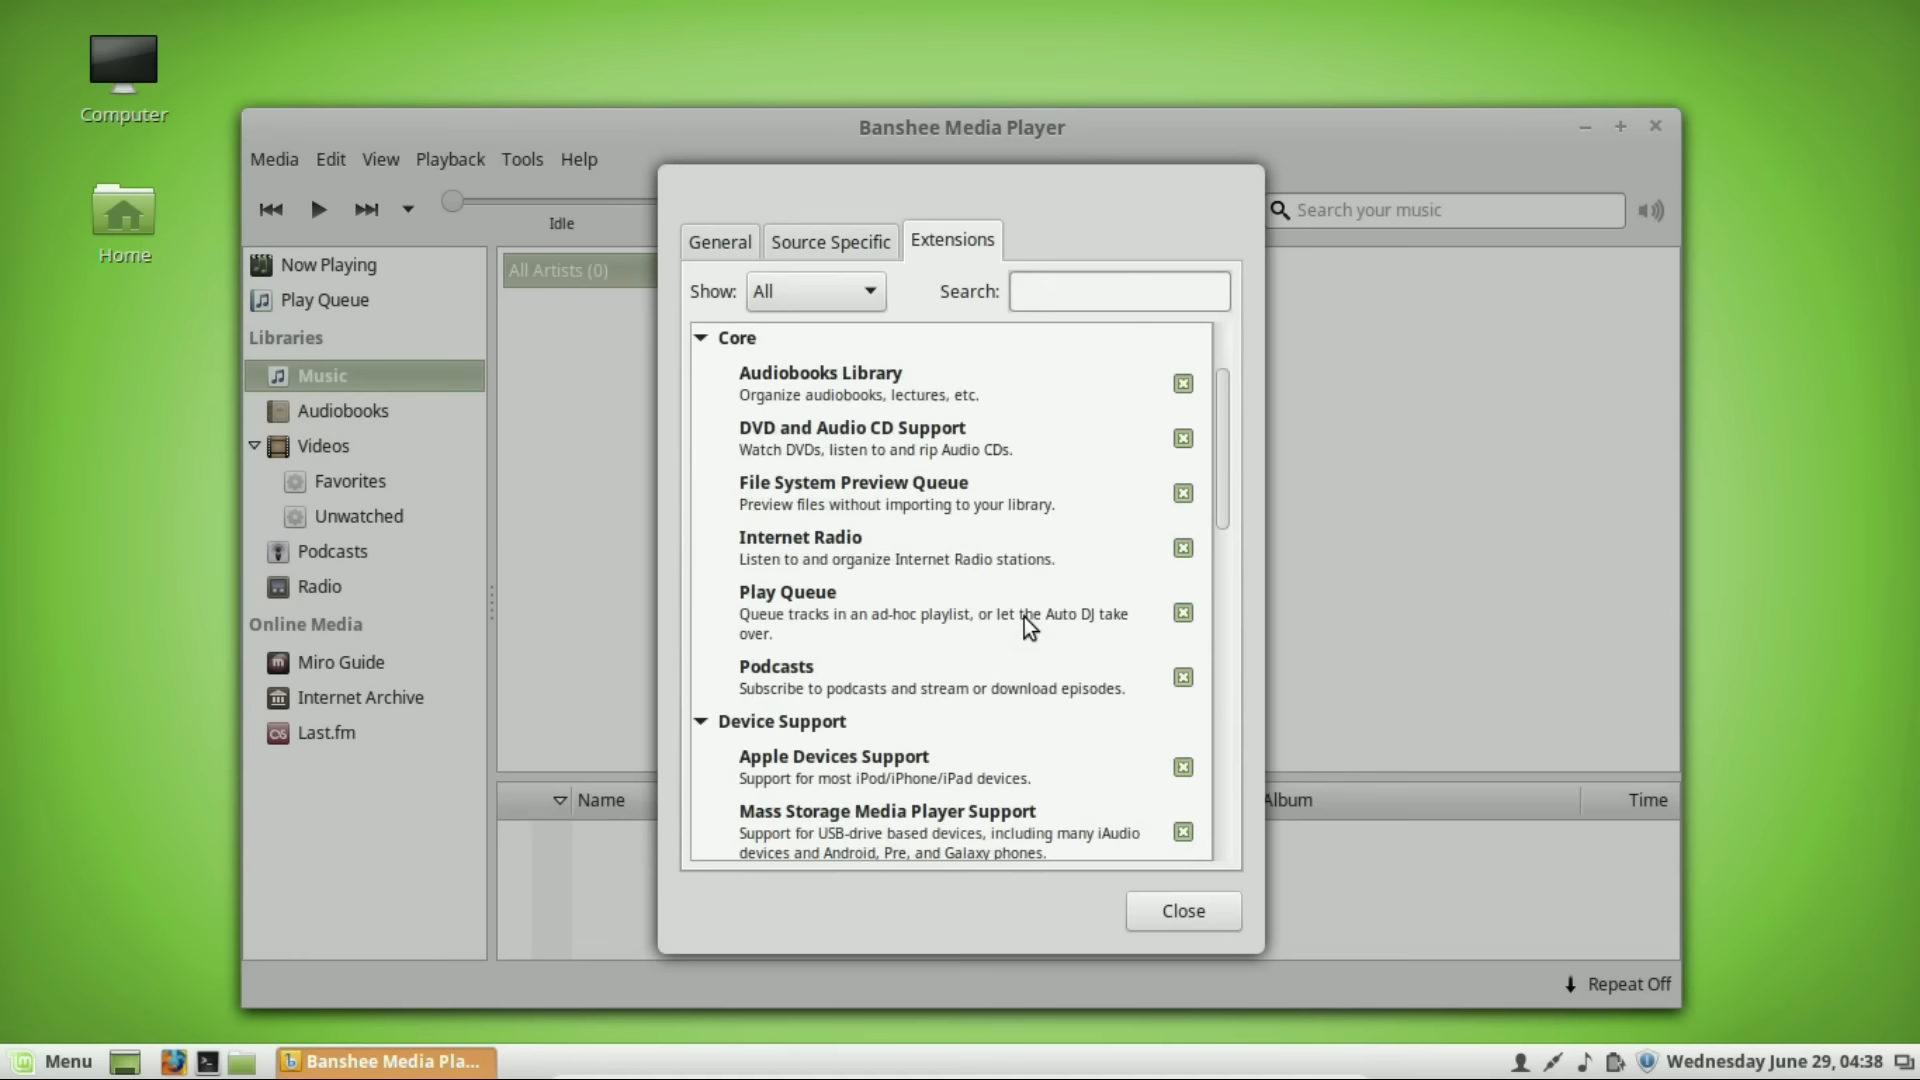 Computer
Home
Banshee Media Player
Media Edit View Playback Tools Help
Idle
Search your music
Now Playing
Play Queue
Libraries
Music
Audiobooks
Videos
Favorites
Unwatched
Podcasts
Radio
Online Media
Miro Guide
Internet Archive
Last.fm
All Artists (0)
Name
Album
Time
General Source Specific Extensions
Show: All Search:
Core
Audiobooks Library
Organize audiobooks, lectures, etc.
DVD and Audio CD Support
Watch DVDs, listen to and rip Audio CDs.
File System Preview Queue
Preview files without importing to your library.
Internet Radio
Listen to and organize Internet Radio stations.
Play Queue
Queue tracks in an ad-hoc playlist, or let the Auto DJ take
over.
Podcasts
Subscribe to podcasts and stream or download episodes.
Device Support
Apple Devices Support
Support for most iPod/iPhone/iPad devices.
Mass Storage Media Player Support
Support for USB-drive based devices, including many iAudio
devices and Android, Pre, and Galaxy phones.
Close
Repeat Off
Menu
Banshee Media Pla...
Wednesday June 29, 04:38